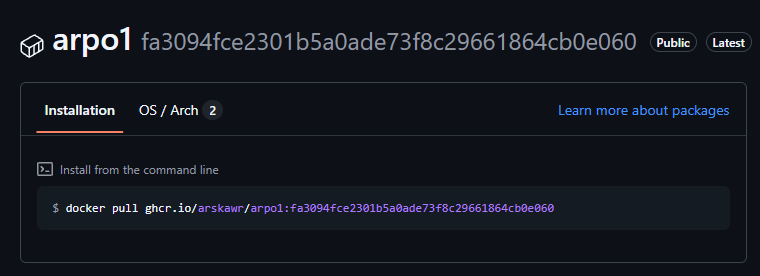 arpo1 fa3094fce2301b5a0ade73f8c29661864cb0e060 Public Latest
Installation OS / Arch 2 Learn more about packages
Install from the command line
$ docker pull ghcr.io/arskawr/arpo1:fa3094fce2301b5a0ade73f8c29661864cb0e060